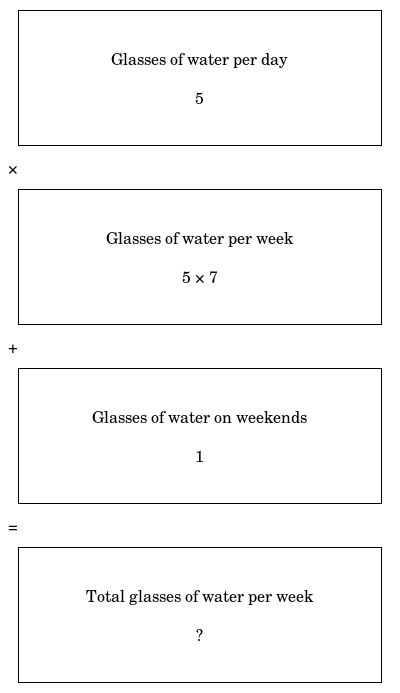 Glasses of water per day
5
×
Glasses of water per week
5 × 7
+
Glasses of water on weekends
1
=
Total glasses of water per week
?